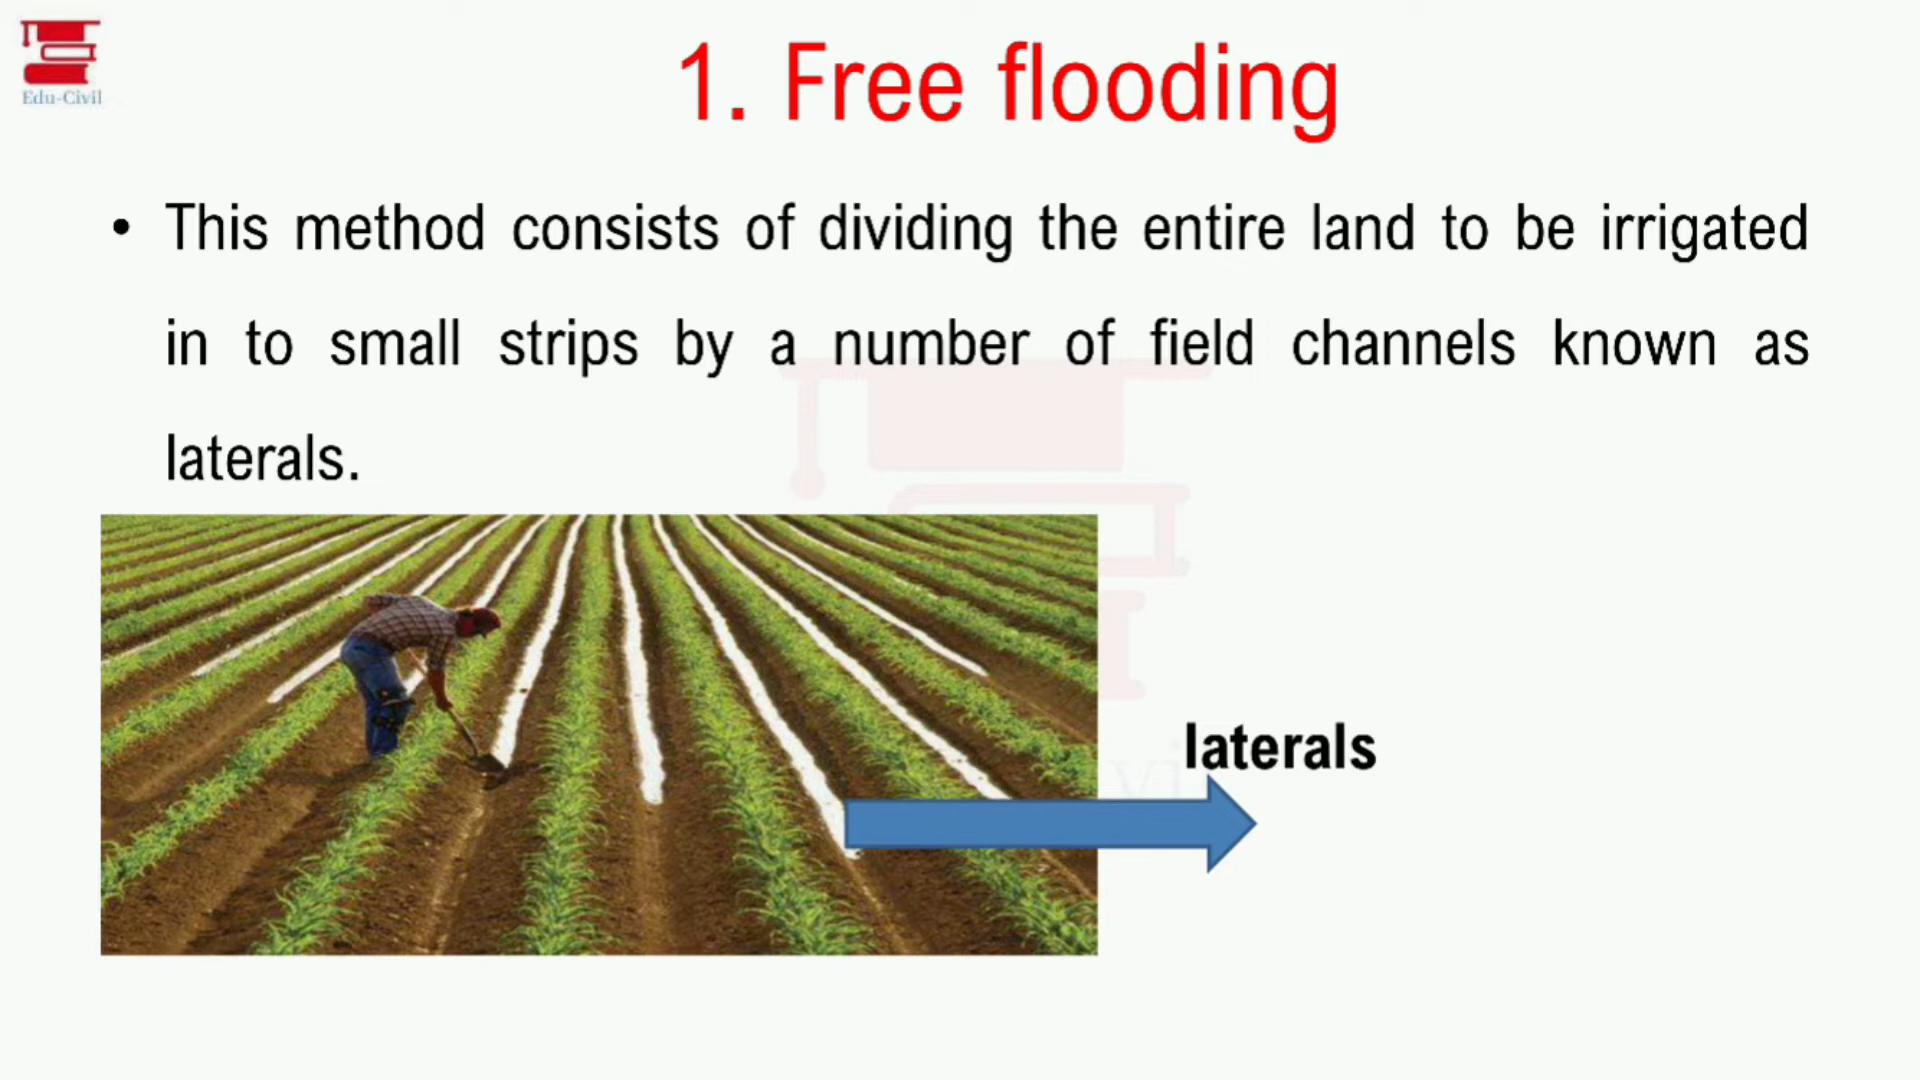 Edu-Civil
1. Free flooding
• This method consists of dividing the entire land to be irrigated
in to small strips by a number of field channels known as
laterals.
laterals